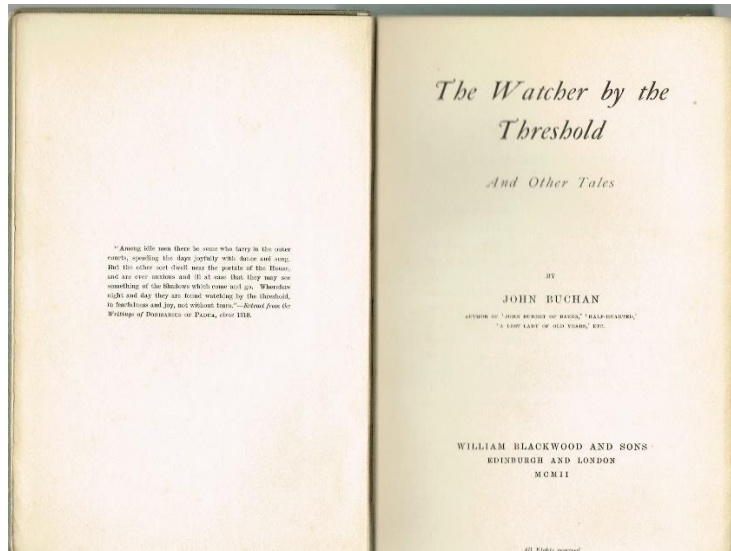 "Among idle men there be some who tarry in the outer
courts, speeding the days joyfully with dance and song.
But the other sort dwell near the portals of the House,
and are ever anxious and ill at ease that they may see
something of the Shadows which come and go. Wherefore
night and day they are found watching by the threshold,
in fearfulness and joy, not without tears."—Extract from the
Writings of DONISARIUS OF PADUA, circa 1310.
The Watcher by the
Threshold
And Other Tales
BY
JOHN BUCHAN
AUTHOR OF 'JOHN BURNET OF BARNS,' 'HALF-HEARTED,'
'A LOST LADY OF OLD YEARS,' ETC.
WILLIAM BLACKWOOD AND SONS
EDINBURGH AND LONDON
MCMII
All Rights reserved